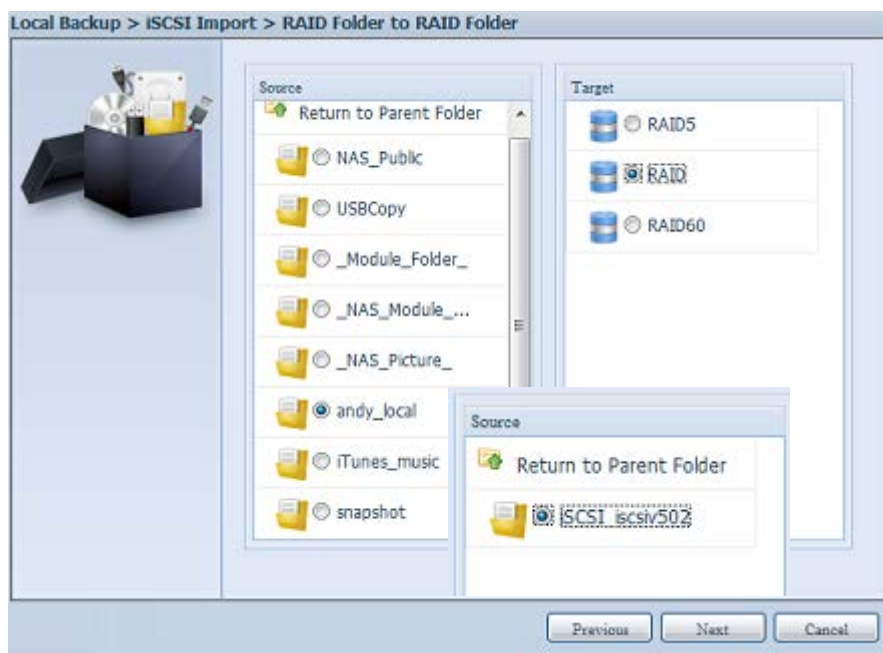 Local Backup > iSCSI Import > RAID Folder to RAID Folder
Source
Return to Parent Folder
NAS_Public
USBCopy
_Module_Folder_
_NAS_Module_...
_NAS_Picture_
andy_local
iTunes_music
snapshot
Target
RAID5
RAID
RAID60
Source
Return to Parent Folder
iSCSI_iscsiv502
Previous
Next
Cancel